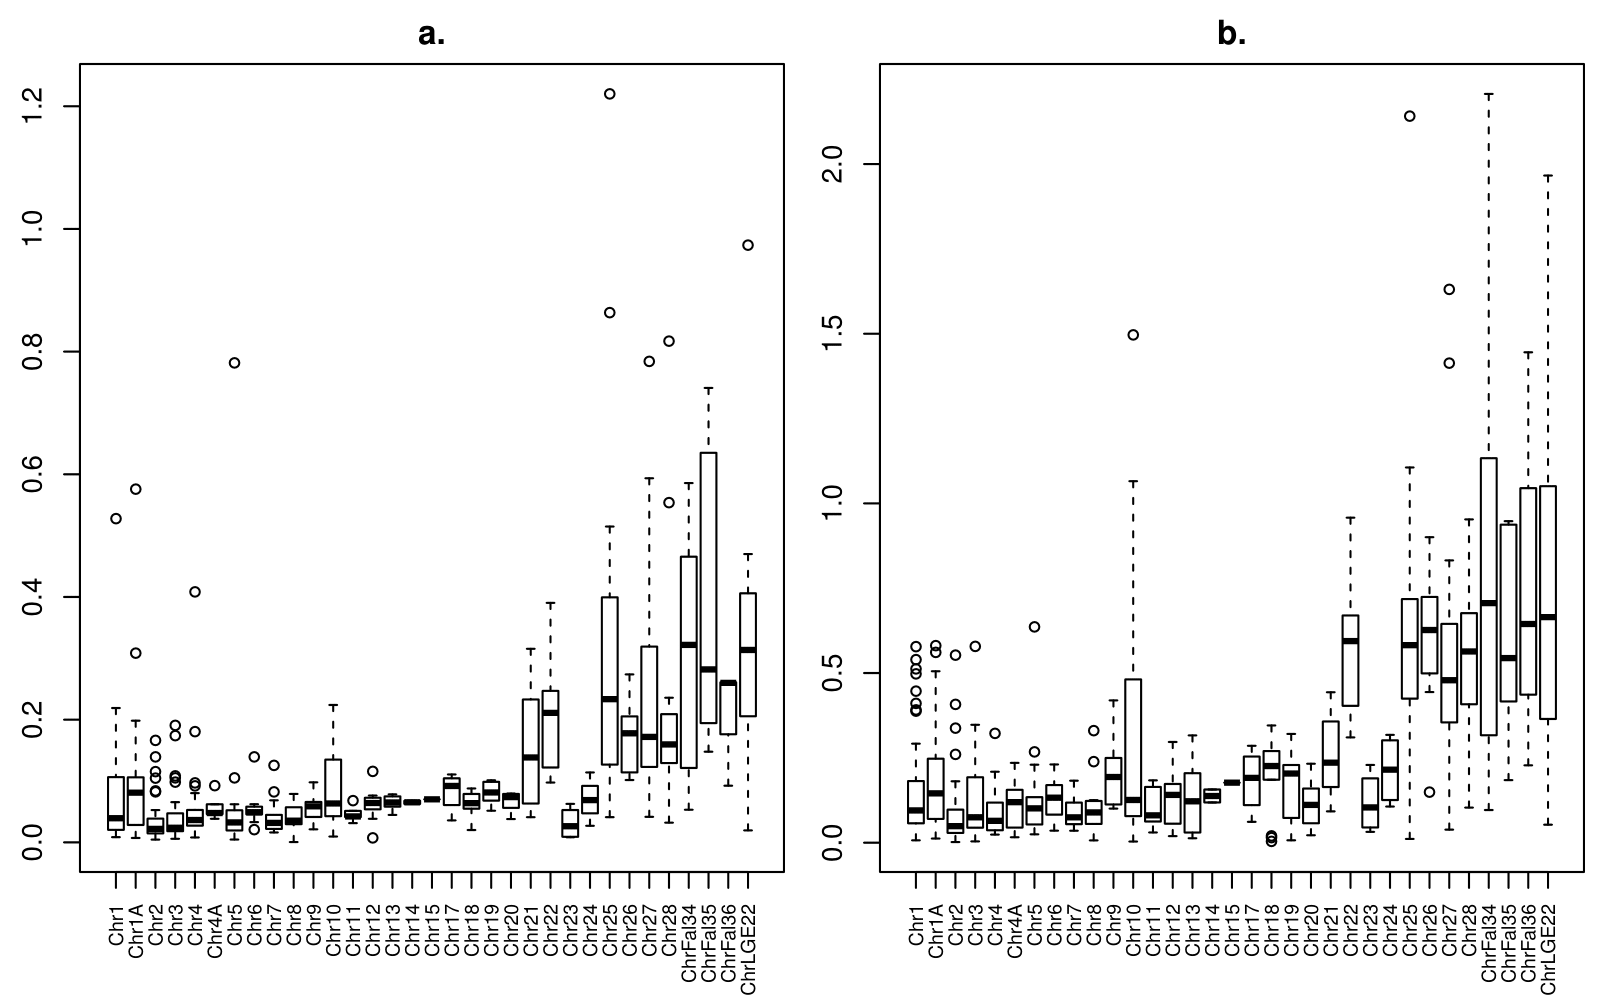 a.
1.2
1.0
0.8
0.6
0.4
0.2
0.0
Chr1
Chr1A
Chr2
Chr3
Chr4
Chr4A
Chr5
Chr6
Chr7
Chr8
Chr9
Chr10
Chr11
Chr12
Chr13
Chr14
Chr15
Chr17
Chr18
Chr19
Chr20
Chr21
Chr22
Chr23
Chr24
Chr25
Chr26
Chr27
Chr28
ChrFal34
ChrFal35
ChrFal36
ChrLGE22
b.
2.0
1.5
1.0
0.5
0.0
Chr1
Chr1A
Chr2
Chr3
Chr4
Chr4A
Chr5
Chr6
Chr7
Chr8
Chr9
Chr10
Chr11
Chr12
Chr13
Chr14
Chr15
Chr17
Chr18
Chr19
Chr20
Chr21
Chr22
Chr23
Chr24
Chr25
Chr26
Chr27
Chr28
ChrFal34
ChrFal35
ChrFal36
ChrLGE22